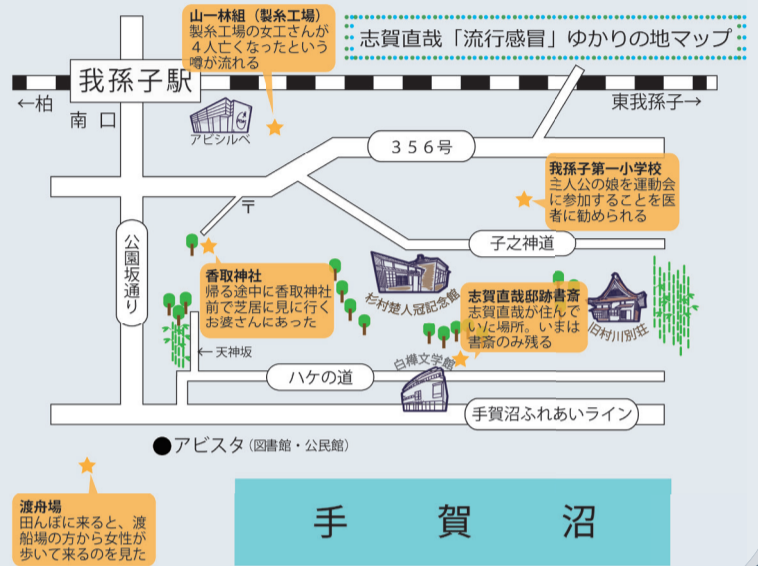 山一林組（製糸工場）
製糸工場の女工さんが
４人亡くなったという
噂が流れる
志賀直哉「流行感冒」ゆかりの地マップ
我孫子駅
←柏
東我孫子→
南口
アビシルベ
３５６号
我孫子第一小学校
主人公の娘を運動会
に参加することを医
者に勧められる
〒
子之神道
公園坂通り
香取神社
帰る途中に香取神社
前で芝居に見に行く
お婆さんにあった
杉村楚人冠記念館
志賀直哉邸跡書斎
志賀直哉が住んで
いた場所。いまは
書斎のみ残る
旧村川別荘
←天神坂
白樺文学館
ハケの道
手賀沼ふれあいライン
●アビスタ（図書館・公民館）
渡舟場
田んぼに来ると、渡
船場の方から女性が
歩いて来るのを見た
手賀沼